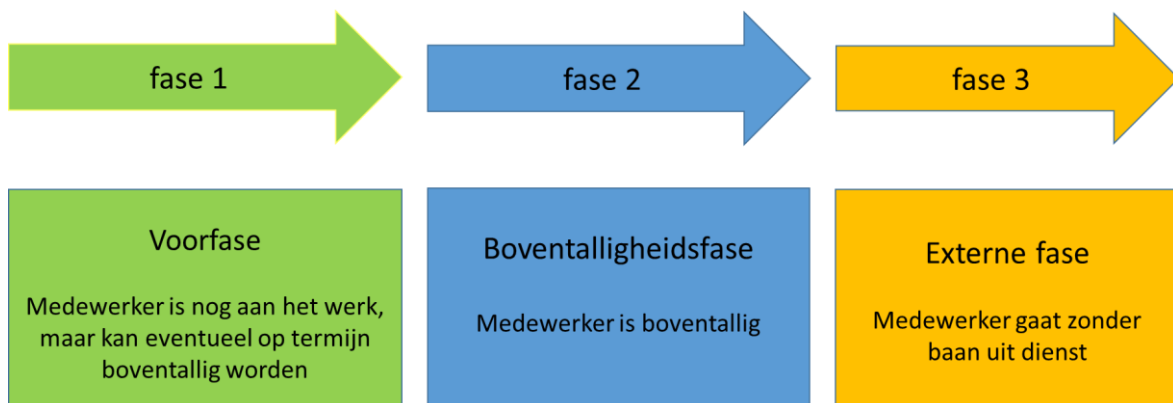 fase 1
fase 2
fase 3
Voorfase
Medewerker is nog aan het werk,
maar kan eventueel op termijn
boventallig worden
Boventalligheidsfase
Medewerker is boventallig
Externe fase
Medewerker gaat zonder
baan uit dienst